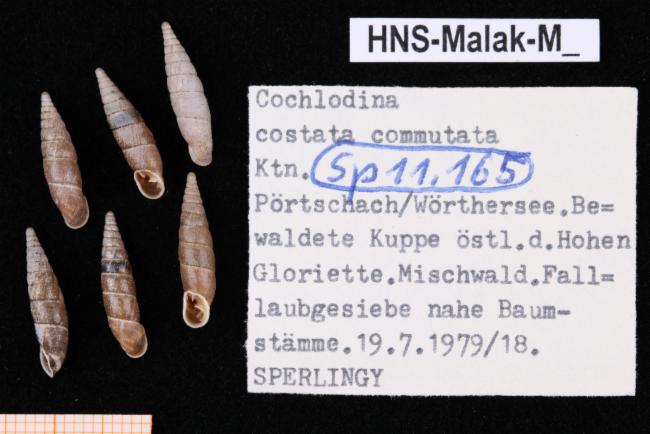 HNS-Malak-M_
Cochlodina
costata commutata
Ktn. Sp 11.165
Pörtschach/Wörthersee.Be=
waldete Kuppe östl.d.Hohen
Gloriette.Mischwald.Fall=
laubgesiebe nahe Baum-
stämme.19.7.1979/18.
SPERLINGY